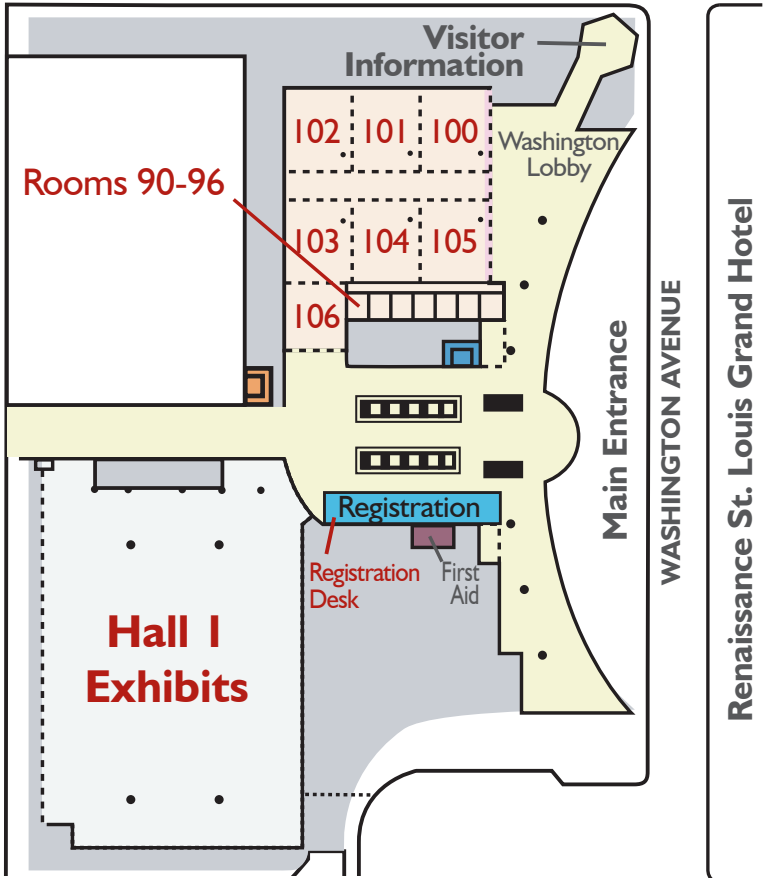 Visitor
Information
102 101 100
Washington
Lobby
Rooms 90-96
103 104 105
106
Main Entrance
WASHINGTON AVENUE
Renaissance St. Louis Grand Hotel
Registration
Registration
Desk
First
Aid
Hall 1
Exhibits